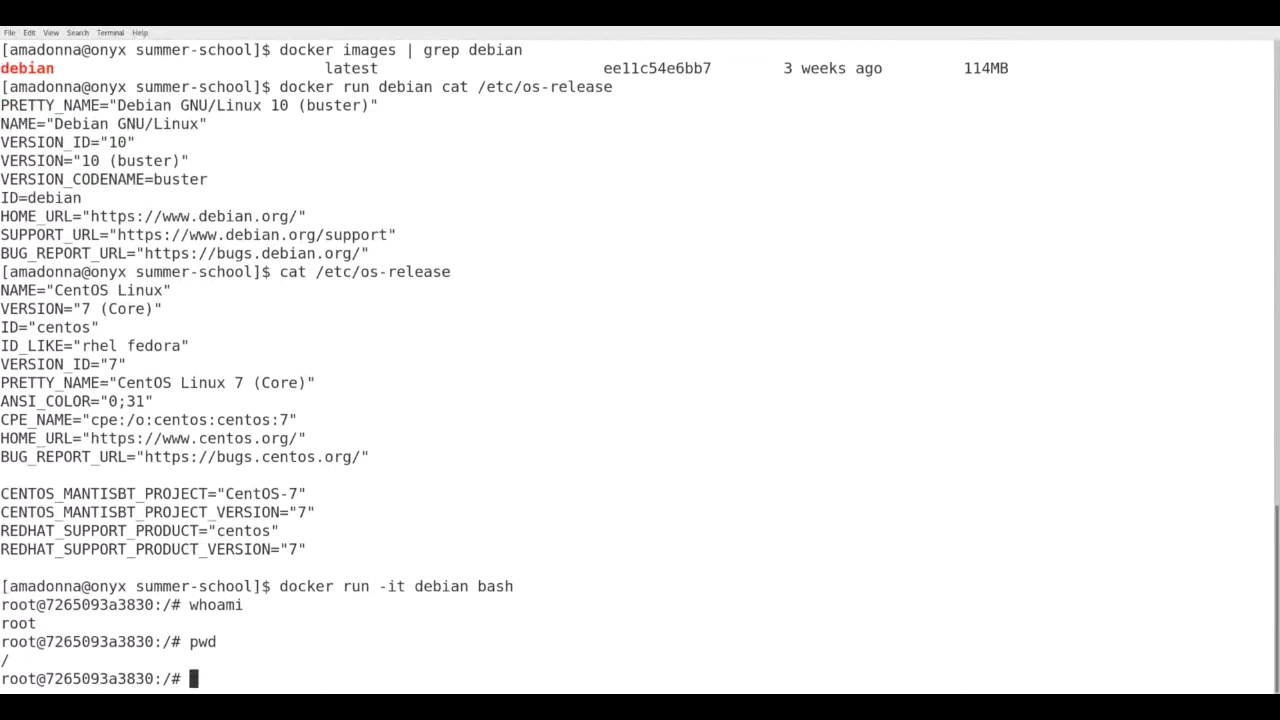 File Edit View Search Terminal Help
[amadonna@onyx summer-school]$ docker images | grep debian
debian latest ee11c54e6bb7 3 weeks ago 114MB
[amadonna@onyx summer-school]$ docker run debian cat /etc/os-release
PRETTY_NAME="Debian GNU/Linux 10 (buster)"
NAME="Debian GNU/Linux"
VERSION_ID="10"
VERSION="10 (buster)"
VERSION_CODENAME=buster
ID=debian
HOME_URL="https://www.debian.org/"
SUPPORT_URL="https://www.debian.org/support"
BUG_REPORT_URL="https://bugs.debian.org/"
[amadonna@onyx summer-school]$ cat /etc/os-release
NAME="CentOS Linux"
VERSION="7 (Core)"
ID="centos"
ID_LIKE="rhel fedora"
VERSION_ID="7"
PRETTY_NAME="CentOS Linux 7 (Core)"
ANSI_COLOR="0;31"
CPE_NAME="cpe:/o:centos:centos:7"
HOME_URL="https://www.centos.org/"
BUG_REPORT_URL="https://bugs.centos.org/"
CENTOS_MANTISBT_PROJECT="CentOS-7"
CENTOS_MANTISBT_PROJECT_VERSION="7"
REDHAT_SUPPORT_PRODUCT="centos"
REDHAT_SUPPORT_PRODUCT_VERSION="7"
[amadonna@onyx summer-school]$ docker run -it debian bash
root@7265093a3830:/# whoami
root
root@7265093a3830:/# pwd
/
root@7265093a3830:/#